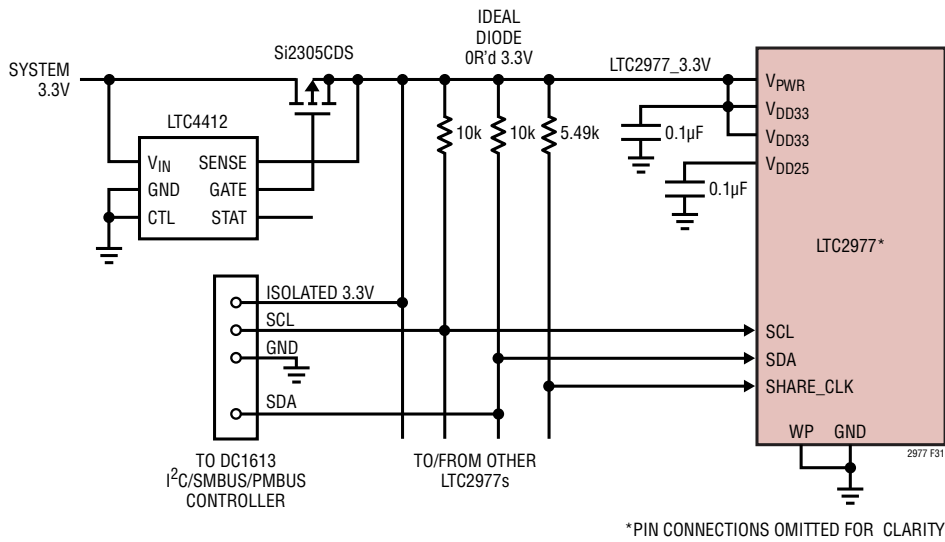 IDEAL
DIODE
0R'd 3.3V
Si2305CDS
SYSTEM
3.3V
LTC2977_3.3V
LTC4412
VIN
SENSE
GND
GATE
CTL
STAT
10k
10k
5.49k
0.1µF
0.1µF
VPWR
VDD33
VDD33
VDD25
LTC2977*
ISOLATED 3.3V
SCL
GND
SDA
SCL
SDA
SHARE_CLK
WP
GND
2977 F31
TO DC1613
I2C/SMBUS/PMBUS
CONTROLLER
TO/FROM OTHER
LTC2977s
*PIN CONNECTIONS OMITTED FOR CLARITY